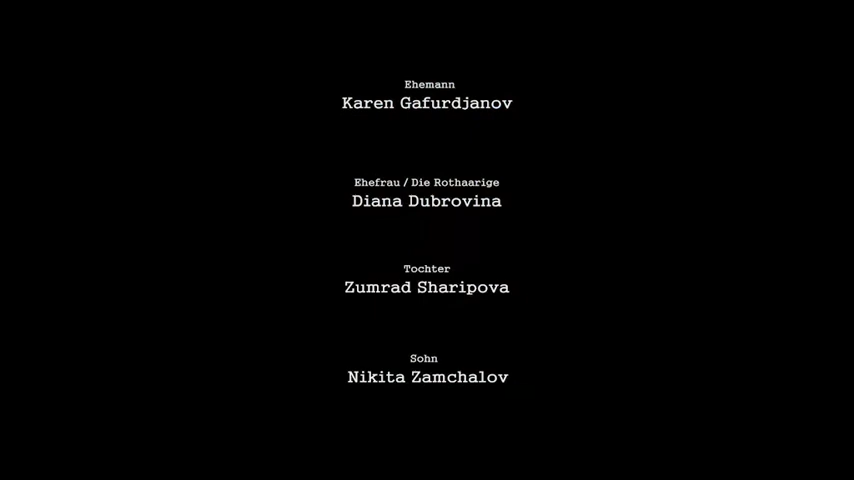 Ehemann
Karen Gafurdjanov
Ehefrau / Die Rothaarige
Diana Dubrovina
Tochter
Zumrad Sharipova
Sohn
Nikita Zamchalov